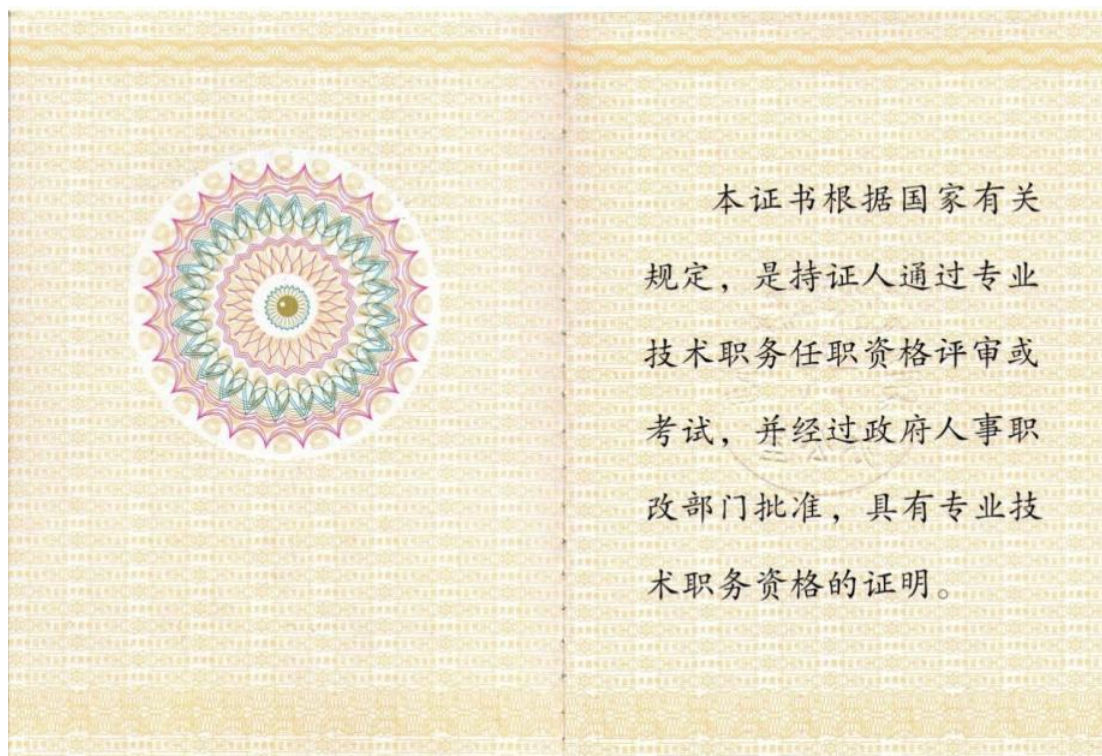 本证书根据国家有关
规定，是持证人通过专业
技术职务任职资格评审或
考试，并经过政府人事职
改部门批准，具有专业技
术职务资格的证明。